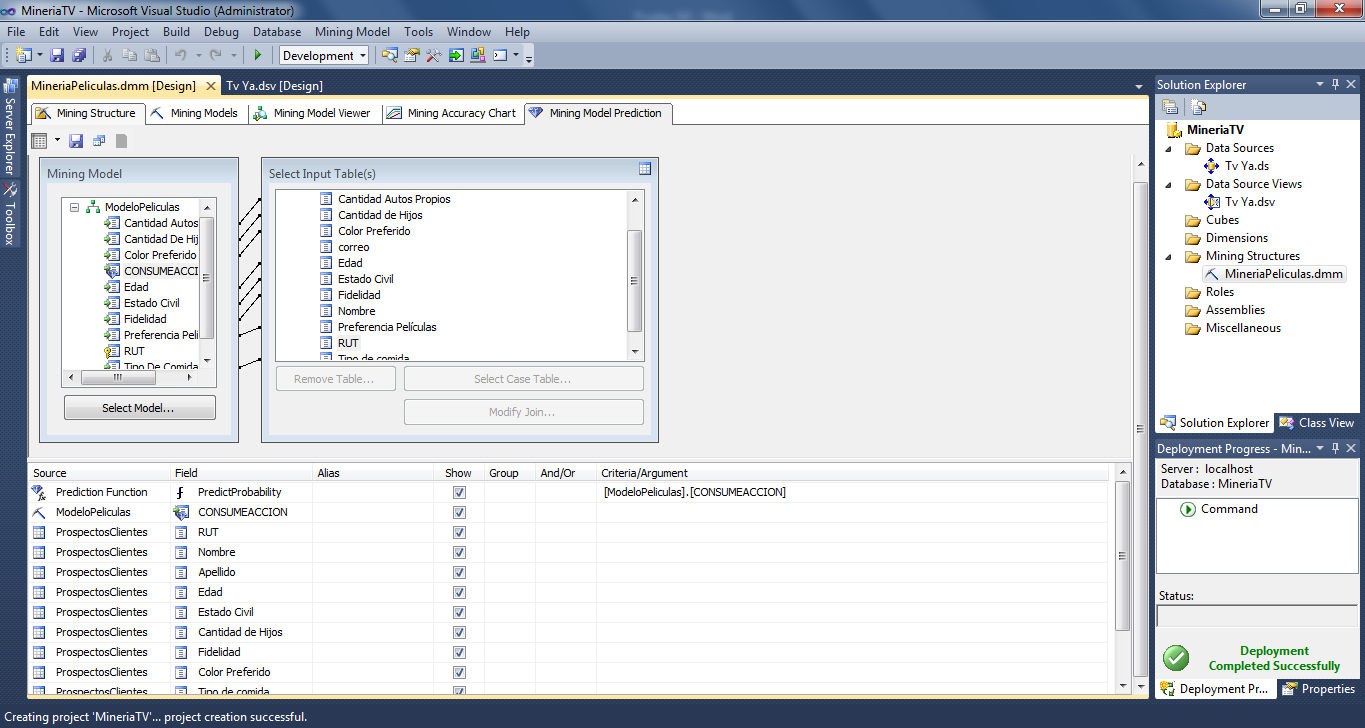 MineriaTV - Microsoft Visual Studio (Administrator)
File Edit View Project Build Debug Database Mining Model Tools Window Help
Development
Server Explorer
Toolbox
MineriaPeliculas.dmm [Design] Tv Ya.dsv [Design]
Mining Structure Mining Models Mining Model Viewer Mining Accuracy Chart Mining Model Prediction
Mining Model
ModeloPeliculas
Cantidad Autos
Cantidad De Hij
Color Preferido
CONSUMEACCI
Edad
Estado Civil
Fidelidad
Preferencia Peli
RUT
Tipo De Comida
Select Model...
Select Input Table(s)
Cantidad Autos Propios
Cantidad de Hijos
Color Preferido
correo
Edad
Estado Civil
Fidelidad
Nombre
Preferencia Películas
RUT
Tipo de comida
Remove Table... Select Case Table...
Modify Join...
Source Field Alias Show Group And/Or Criteria/Argument
Prediction Function PredictProbability [ModeloPeliculas].[CONSUMEACCION]
ModeloPeliculas CONSUMEACCION
ProspectosClientes RUT
ProspectosClientes Nombre
ProspectosClientes Apellido
ProspectosClientes Edad
ProspectosClientes Estado Civil
ProspectosClientes Cantidad de Hijos
ProspectosClientes Fidelidad
ProspectosClientes Color Preferido
ProspectosClientes Tipo de comida
Solution Explorer
MineriaTV
Data Sources
Tv Ya.ds
Data Source Views
Tv Ya.dsv
Cubes
Dimensions
Mining Structures
MineriaPeliculas.dmm
Roles
Assemblies
Miscellaneous
Solution Explorer Class View
Deployment Progress - Min...
Server : localhost
Database : MineriaTV
Command
Status:
Deployment
Completed Successfully
Deployment Pr... Properties
Creating project 'MineriaTV'... project creation successful.